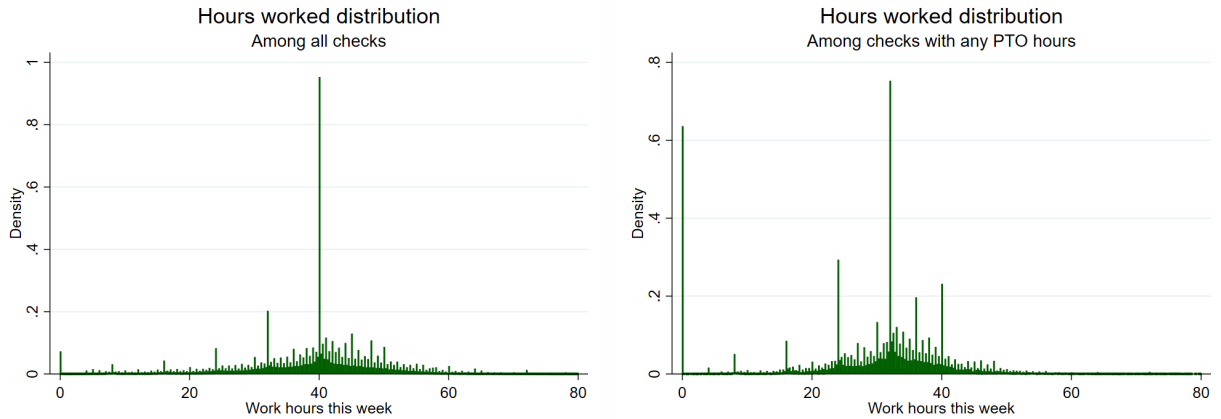 Hours worked distribution
Among all checks
Density
1
.8
.6
.4
.2
0
0 20 40 60 80
Work hours this week
Hours worked distribution
Among checks with any PTO hours
Density
.8
.6
.4
.2
0
0 20 40 60 80
Work hours this week